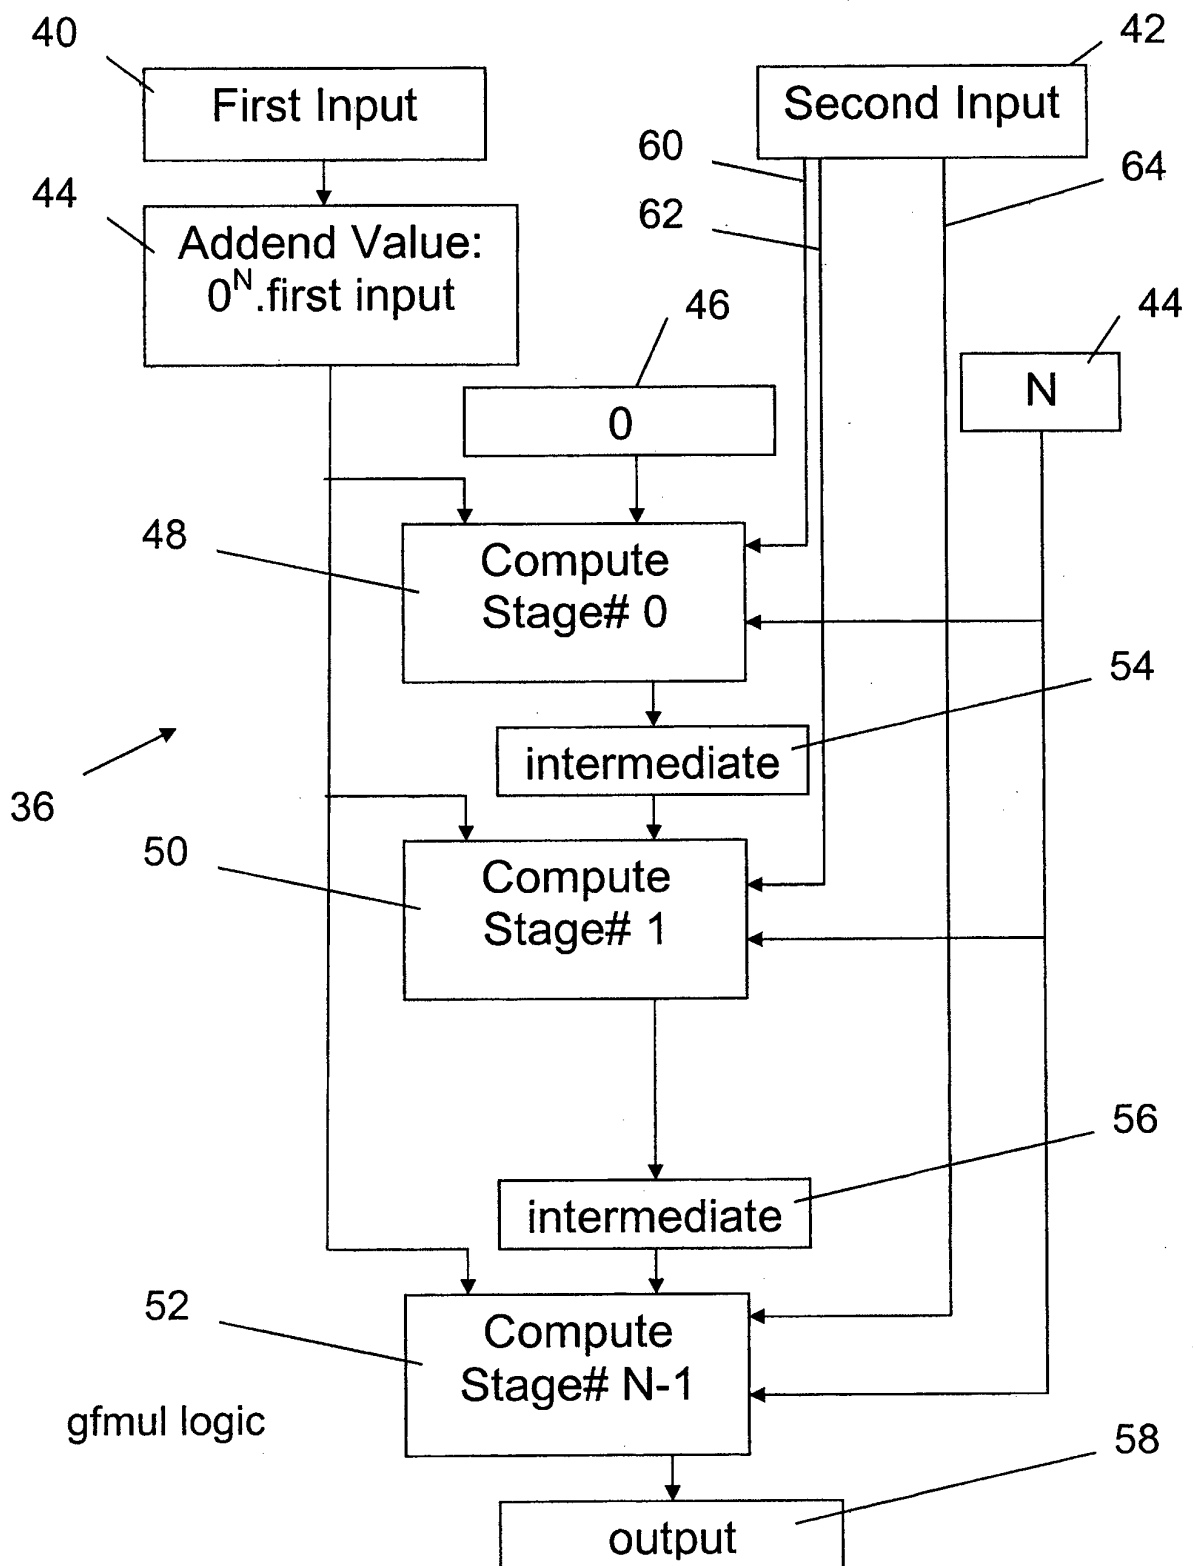 40
42
First Input
Second Input
60
64
44
62
Addend Value:
0^N.first input
46
44
N
0
48
Compute
Stage# 0
54
intermediate
36
50
Compute
Stage# 1
56
intermediate
52
Compute
Stage# N-1
gfmul logic
58
output